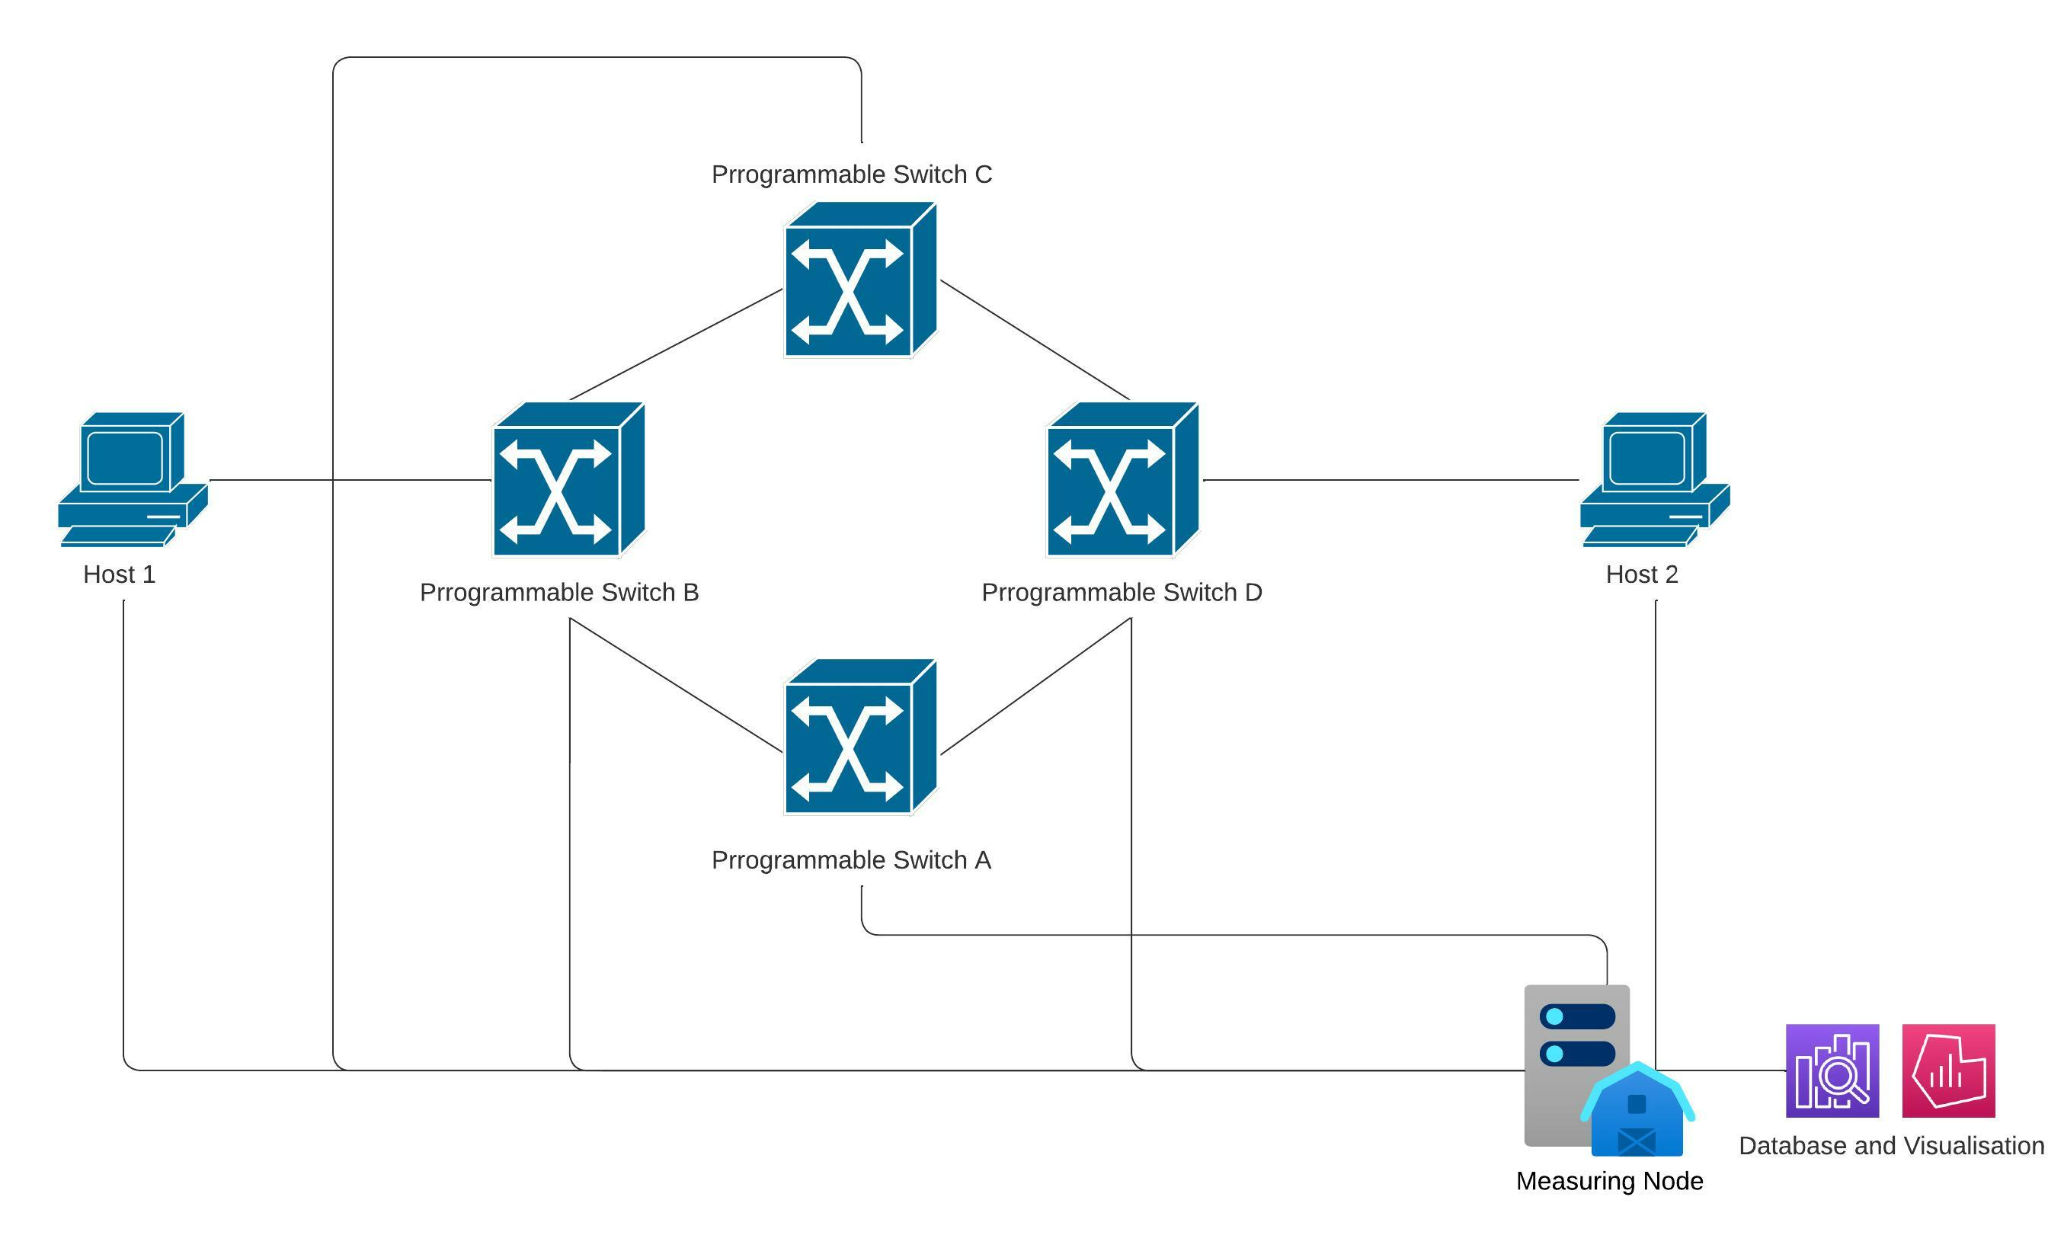 Prrogrammable Switch C
Host 1
Host 2
Prrogrammable Switch B
Prrogrammable Switch D
Prrogrammable Switch A
Database and Visualisation
Measuring Node